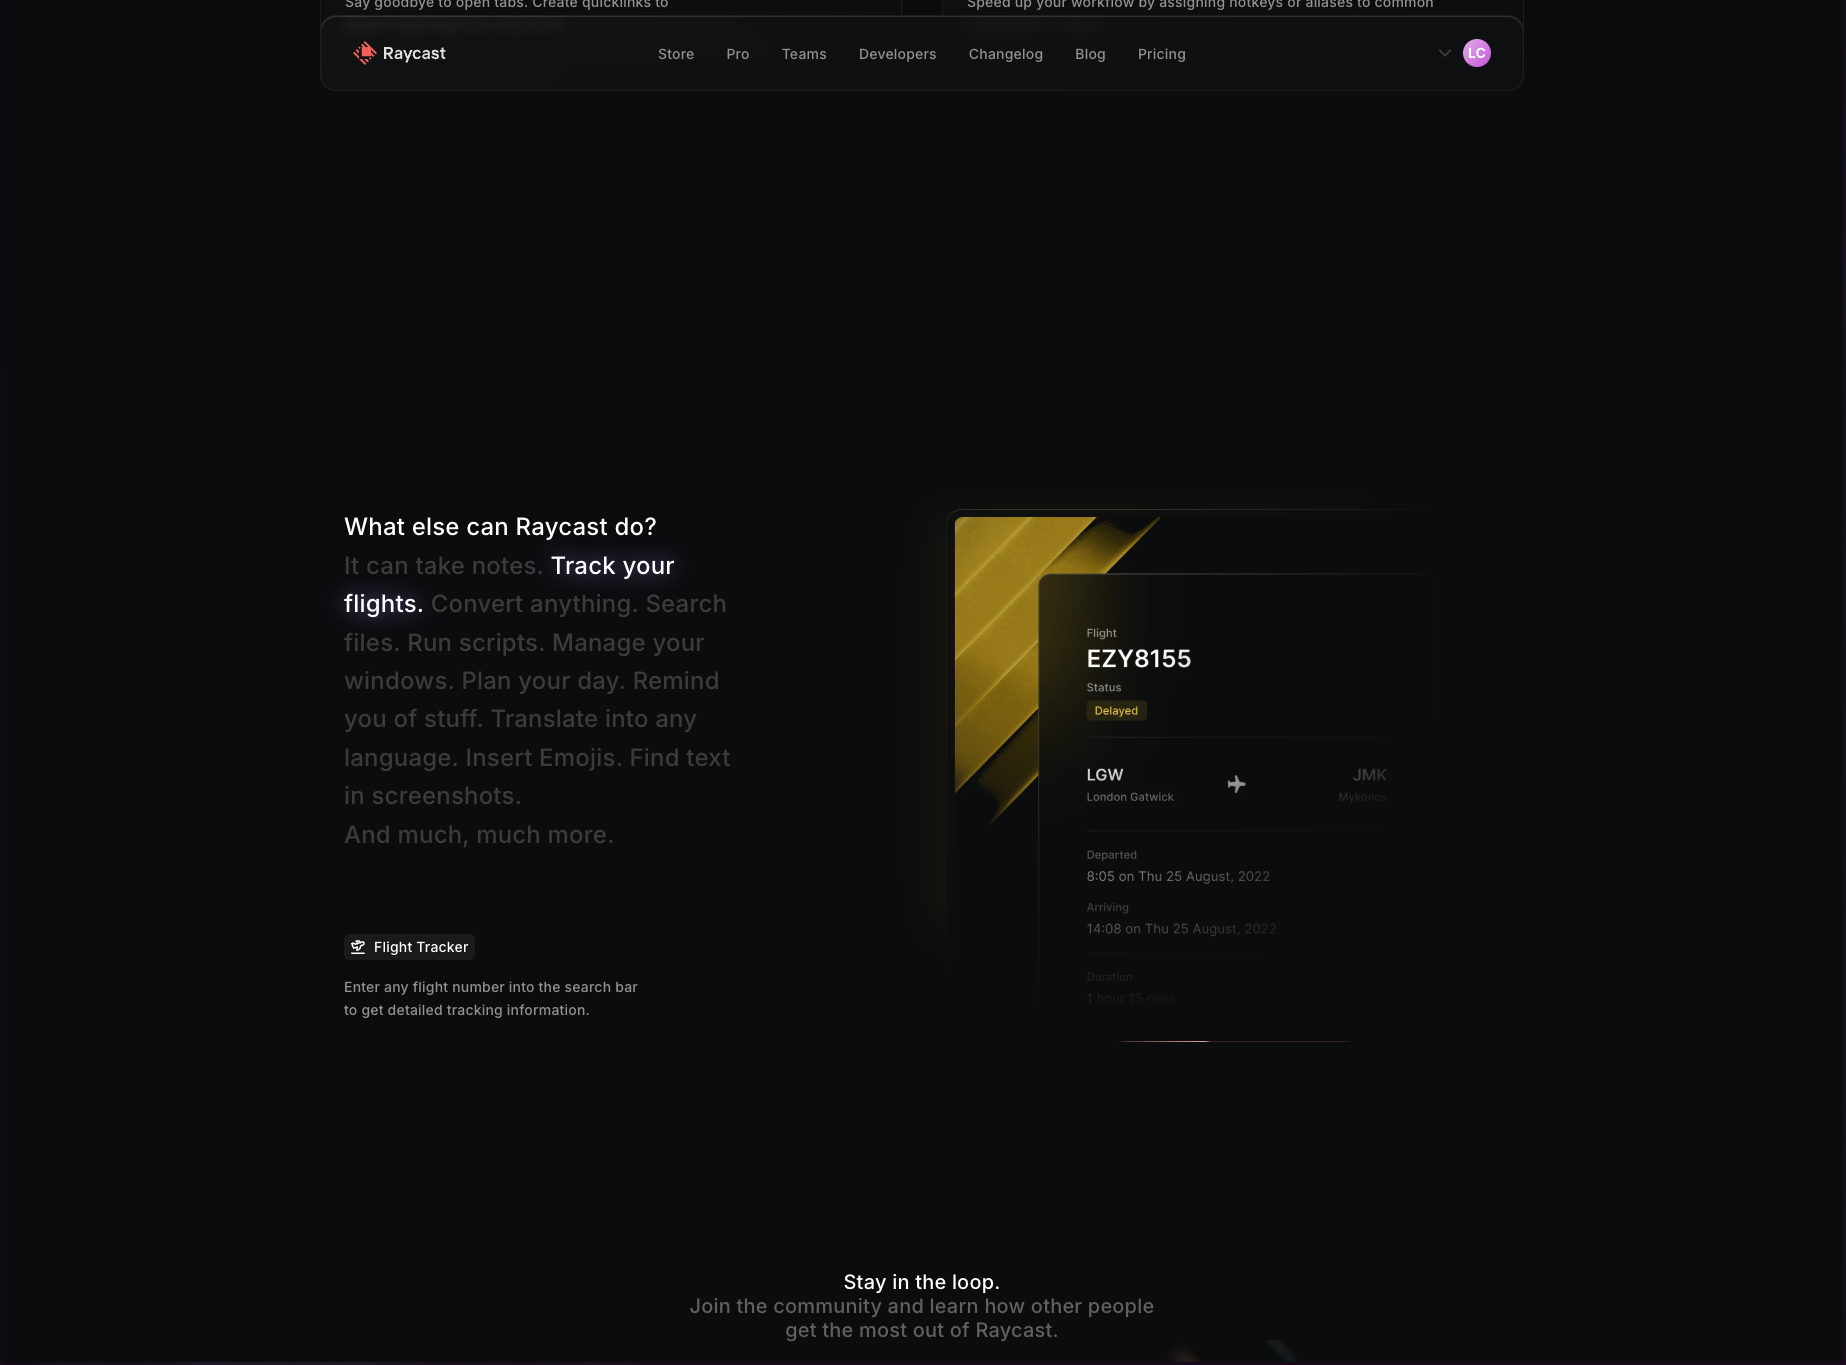 Say goodbye to open tabs. Create quicklinks to
Speed up your workflow by assigning hotkeys or aliases to common
Raycast
Store
Pro
Teams
Developers
Changelog
Blog
Pricing
LC
What else can Raycast do?
It can take notes. Track your
flights. Convert anything. Search
files. Run scripts. Manage your
windows. Plan your day. Remind
you of stuff. Translate into any
language. Insert Emojis. Find text
in screenshots.
And much, much more.
Flight Tracker
Enter any flight number into the search bar
to get detailed tracking information.
Flight
EZY8155
Status
Delayed
LGW
JMK
London Gatwick
Mykonos
Departed
8:05 on Thu 25 August, 2022
Arriving
14:08 on Thu 25 August, 2022
Duration
1 hour 15 mins
Stay in the loop.
Join the community and learn how other people
get the most out of Raycast.